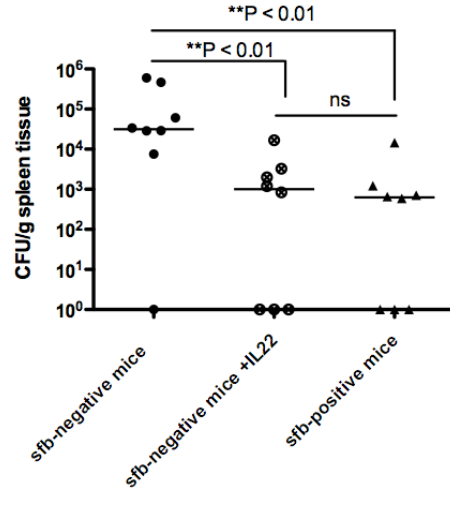 **P < 0.01
**P < 0.01
ns
CFU/g spleen tissue
10⁶
10⁵
10⁴
10³
10²
10¹
10⁰
sfb-negative mice
sfb-negative mice +IL22
sfb-positive mice